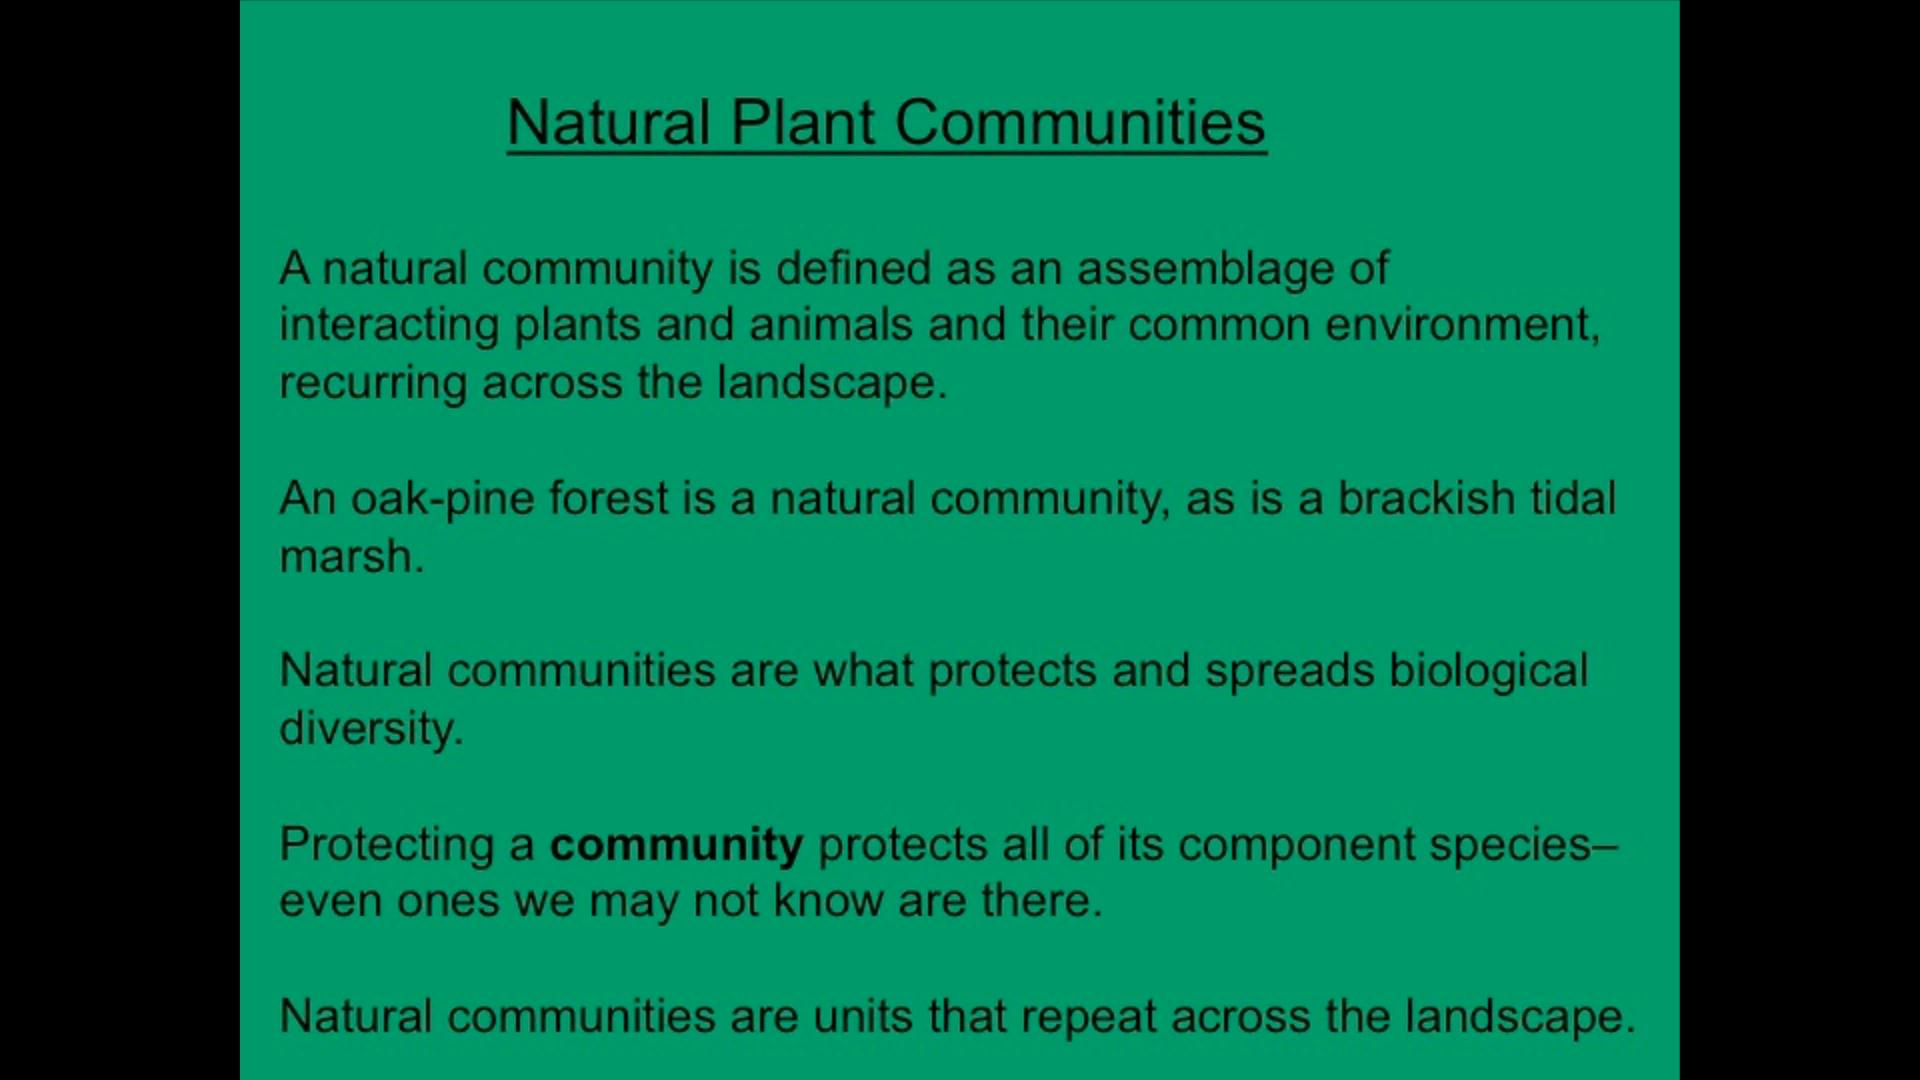 Natural Plant Communities
A natural community is defined as an assemblage of
interacting plants and animals and their common environment,
recurring across the landscape.
An oak-pine forest is a natural community, as is a brackish tidal
marsh.
Natural communities are what protects and spreads biological
diversity.
Protecting a community protects all of its component species–
even ones we may not know are there.
Natural communities are units that repeat across the landscape.